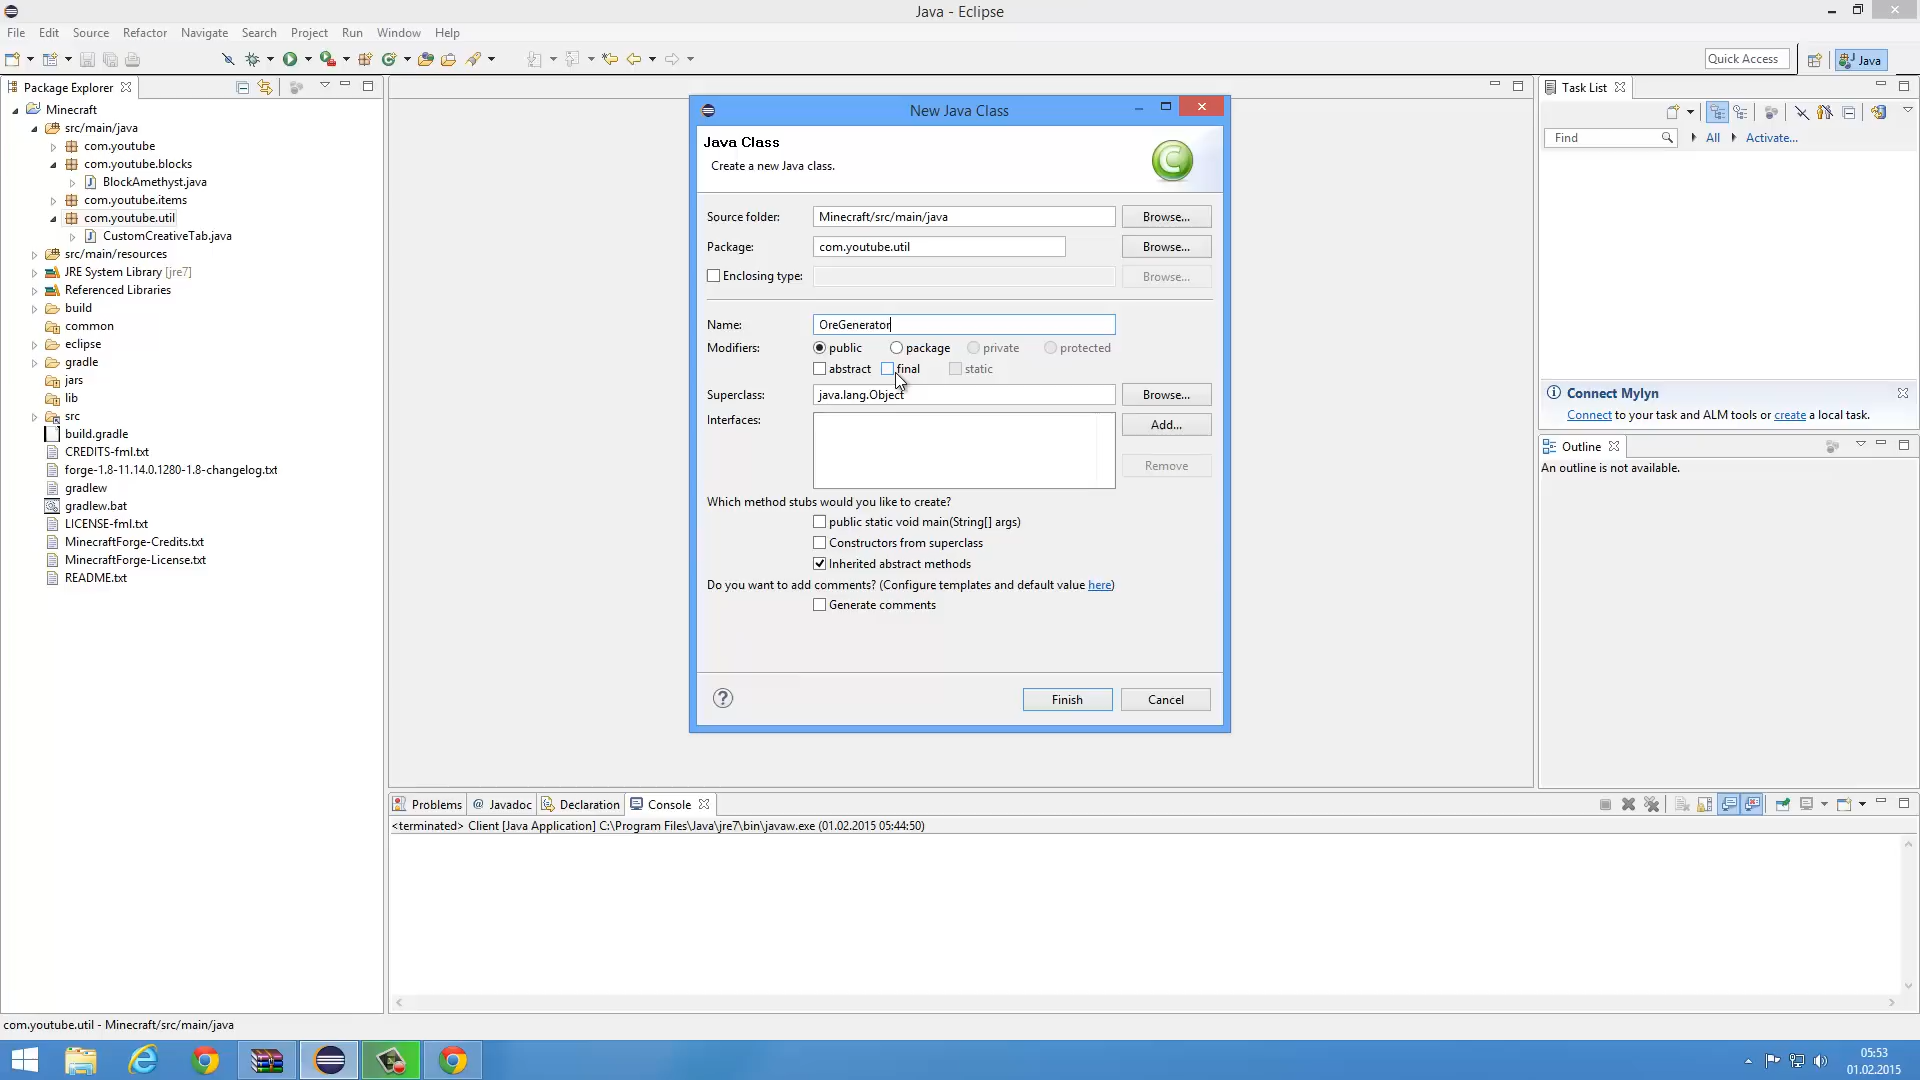 Java - Eclipse
File Edit Source Refactor Navigate Search Project Run Window Help
Quick Access
Java
Package Explorer
Minecraft
src/main/java
com.youtube
com.youtube.blocks
BlockAmethyst.java
com.youtube.items
com.youtube.util
CustomCreativeTab.java
src/main/resources
JRE System Library [jre7]
Referenced Libraries
build
common
eclipse
gradle
jars
lib
src
build.gradle
CREDITS-fml.txt
forge-1.8-11.14.0.1280-1.8-changelog.txt
gradlew
gradlew.bat
LICENSE-fml.txt
MinecraftForge-Credits.txt
MinecraftForge-License.txt
README.txt
New Java Class
Java Class
Create a new Java class.
Source folder: Minecraft/src/main/java Browse...
Package: com.youtube.util Browse...
Enclosing type: Browse...
Name: OreGenerator
Modifiers: public package private protected
abstract final static
Superclass: java.lang.Object Browse...
Interfaces: Add...
Remove
Which method stubs would you like to create?
public static void main(String[] args)
Constructors from superclass
Inherited abstract methods
Do you want to add comments? (Configure templates and default value here)
Generate comments
Finish Cancel
Task List
Find All Activate...
Connect Mylyn
Connect to your task and ALM tools or create a local task.
Outline
An outline is not available.
Problems @ Javadoc Declaration Console
<terminated> Client [Java Application] C:\Program Files\Java\jre7\bin\javaw.exe (01.02.2015 05:44:50)
com.youtube.util - Minecraft/src/main/java
05:53
01.02.2015